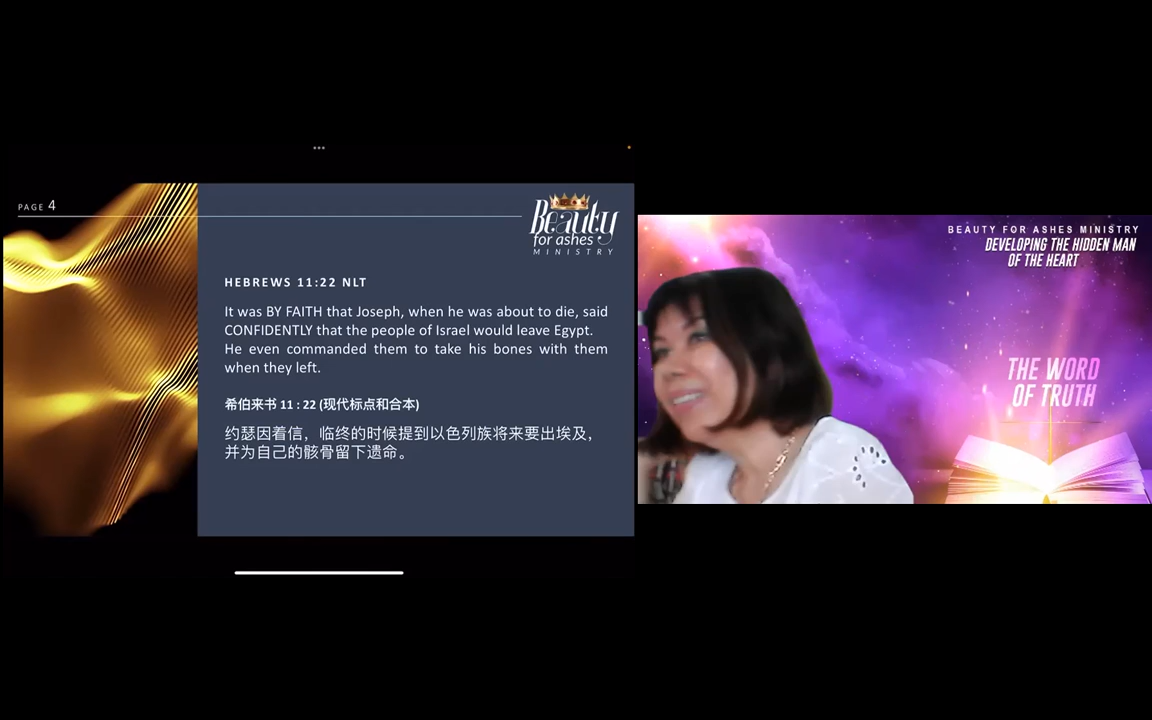 PAGE 4
Beauty
for ashes
MINISTRY
HEBREWS 11:22 NLT
It was BY FAITH that Joseph, when he was about to die, said
CONFIDENTLY that the people of Israel would leave Egypt.
He even commanded them to take his bones with them
when they left.
希伯来书 11 : 22 (现代标点和合本)
约瑟因着信，临终的时候提到以色列族将来要出埃及，
并为自己的骸骨留下遗命。
BEAUTY FOR ASHES MINISTRY
DEVELOPING THE HIDDEN MAN
OF THE HEART
THE WORD
OF TRUTH